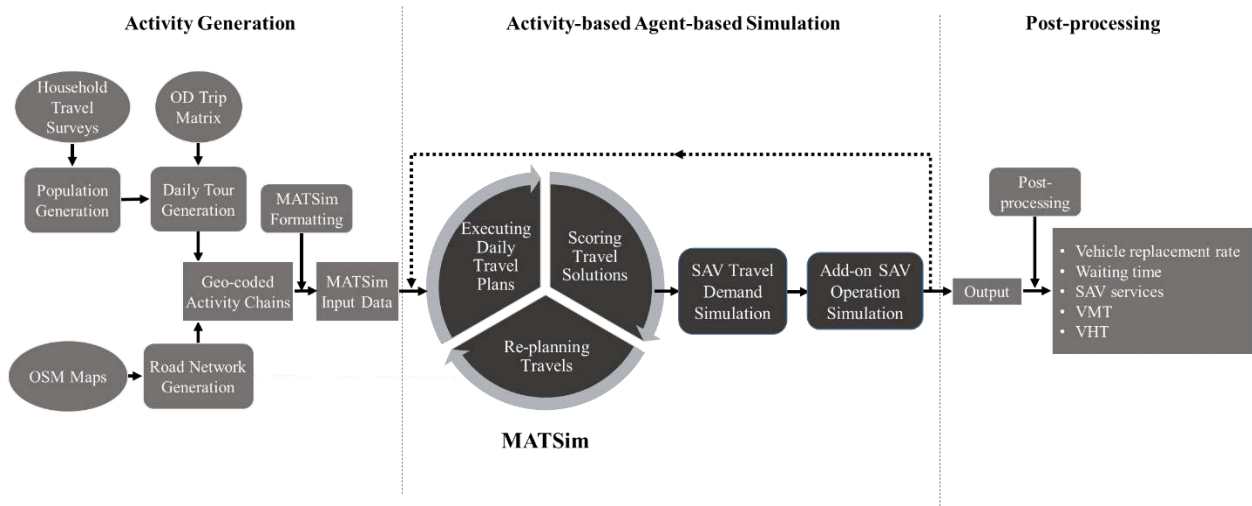 Activity Generation
Activity-based Agent-based Simulation
Post-processing
Household
Travel
Surveys
OD Trip
Matrix
Population
Generation
Daily Tour
Generation
MATSim
Formatting
Geo-coded
Activity Chains
MATSim
Input Data
OSM Maps
Road Network
Generation
Executing
Daily
Travel
Plans
Scoring
Travel
Solutions
Re-planning
Travels
MATSim
SAV Travel
Demand
Simulation
Add-on SAV
Operation
Simulation
Output
Post-
processing
• Vehicle replacement rate
• Waiting time
• SAV services
• VMT
• VHT